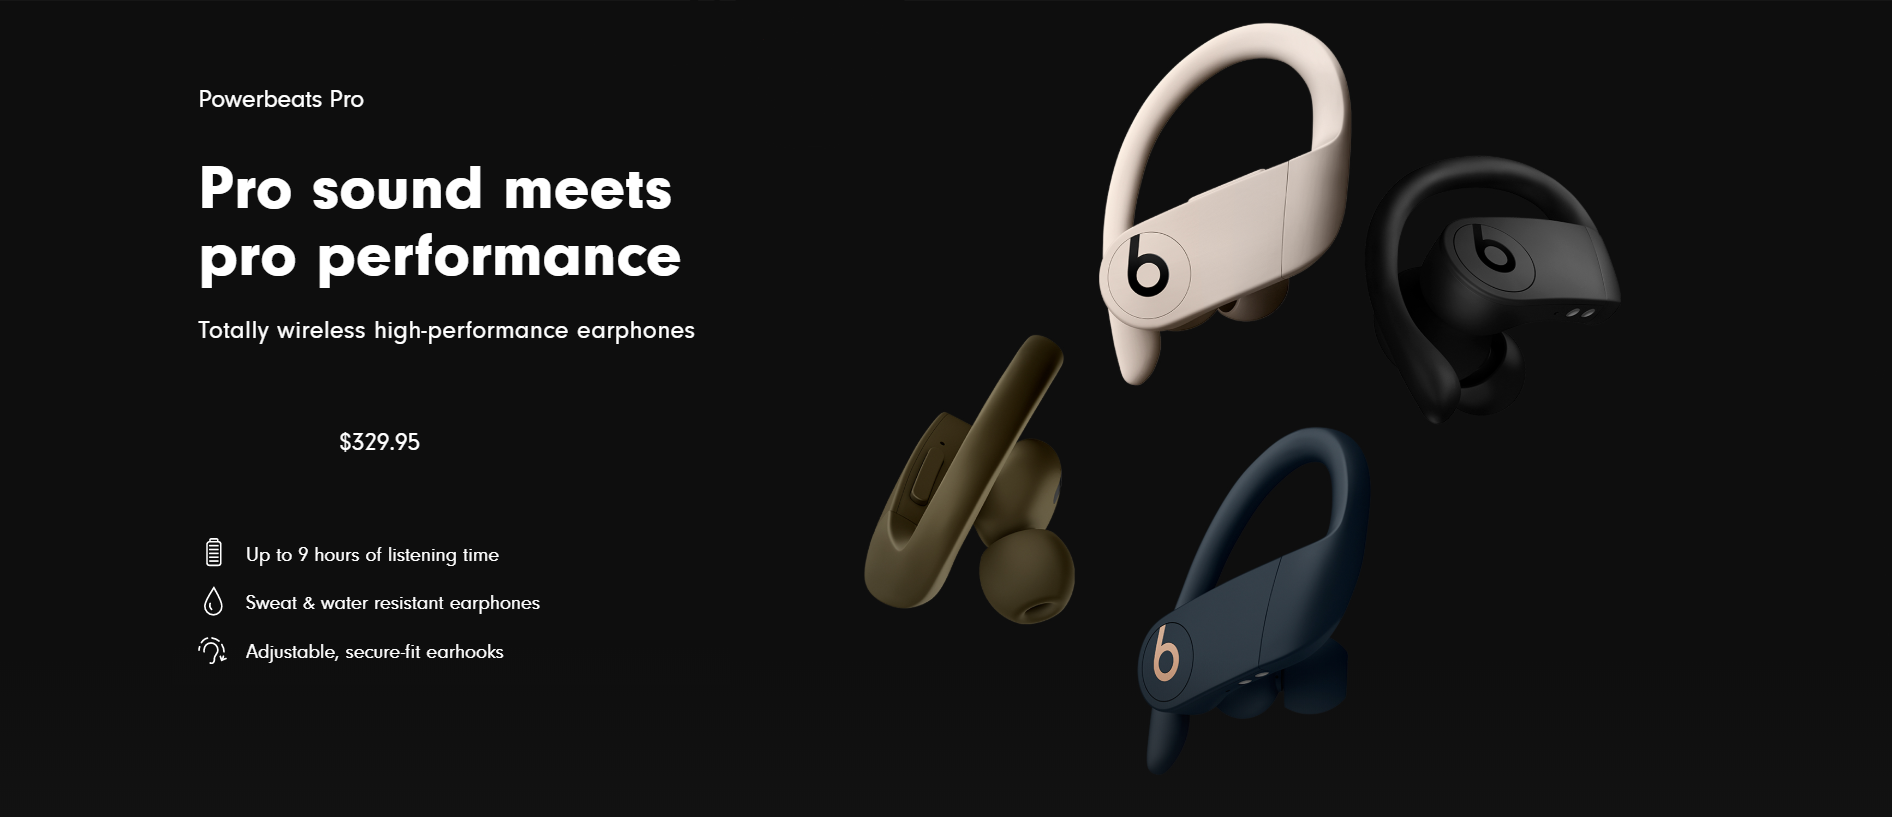 Powerbeats Pro
Pro sound meets
pro performance
Totally wireless high-performance earphones
$329.95
Up to 9 hours of listening time
Sweat & water resistant earphones
Adjustable, secure-fit earhooks